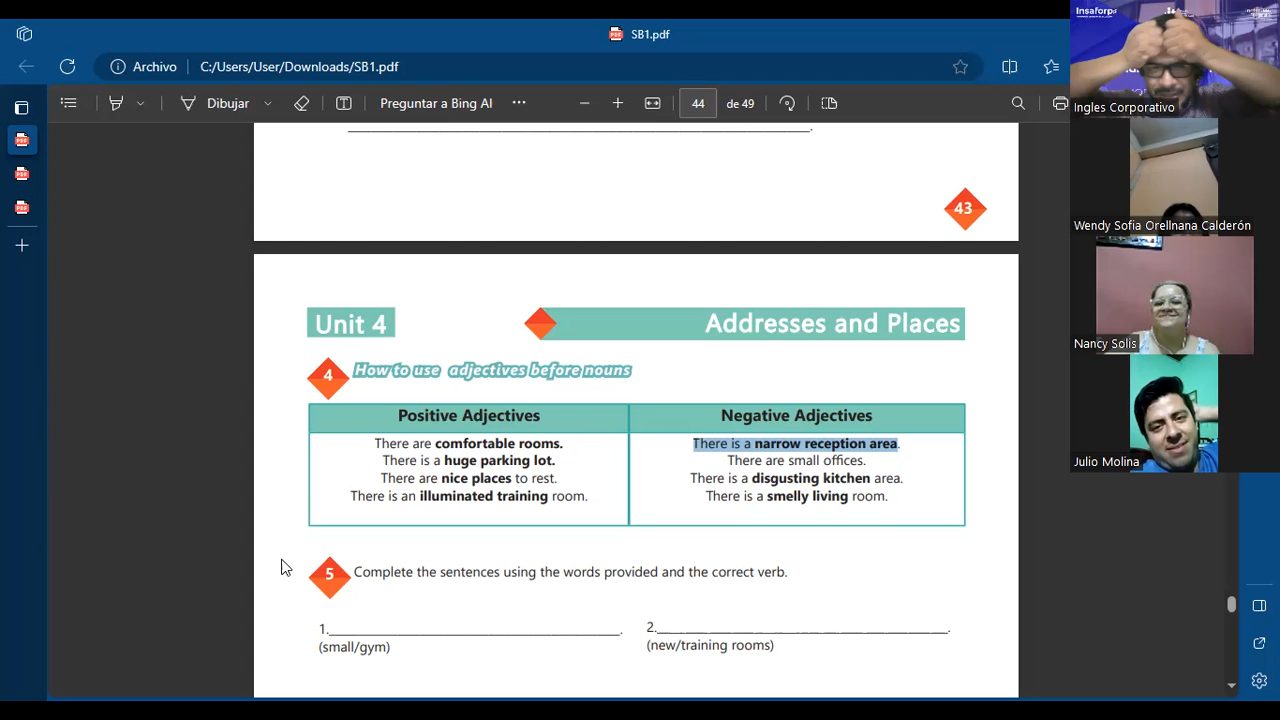 SB1.pdf
Archivo C:/Users/User/Downloads/SB1.pdf
Dibujar Preguntar a Bing AI 44 de 49
43
Unit 4 Addresses and Places
4 How to use adjectives before nouns
Positive Adjectives
There are comfortable rooms.
There is a huge parking lot.
There are nice places to rest.
There is an illuminated training room.
Negative Adjectives
There is a narrow reception area.
There are small offices.
There is a disgusting kitchen area.
There is a smelly living room.
5 Complete the sentences using the words provided and the correct verb.
1.______________________________.
(small/gym)
2.______________________________.
(new/training rooms)
Insaforp
Ingles Corporativo
Wendy Sofia Orellnana Calderón
Nancy Solis
Julio Molina